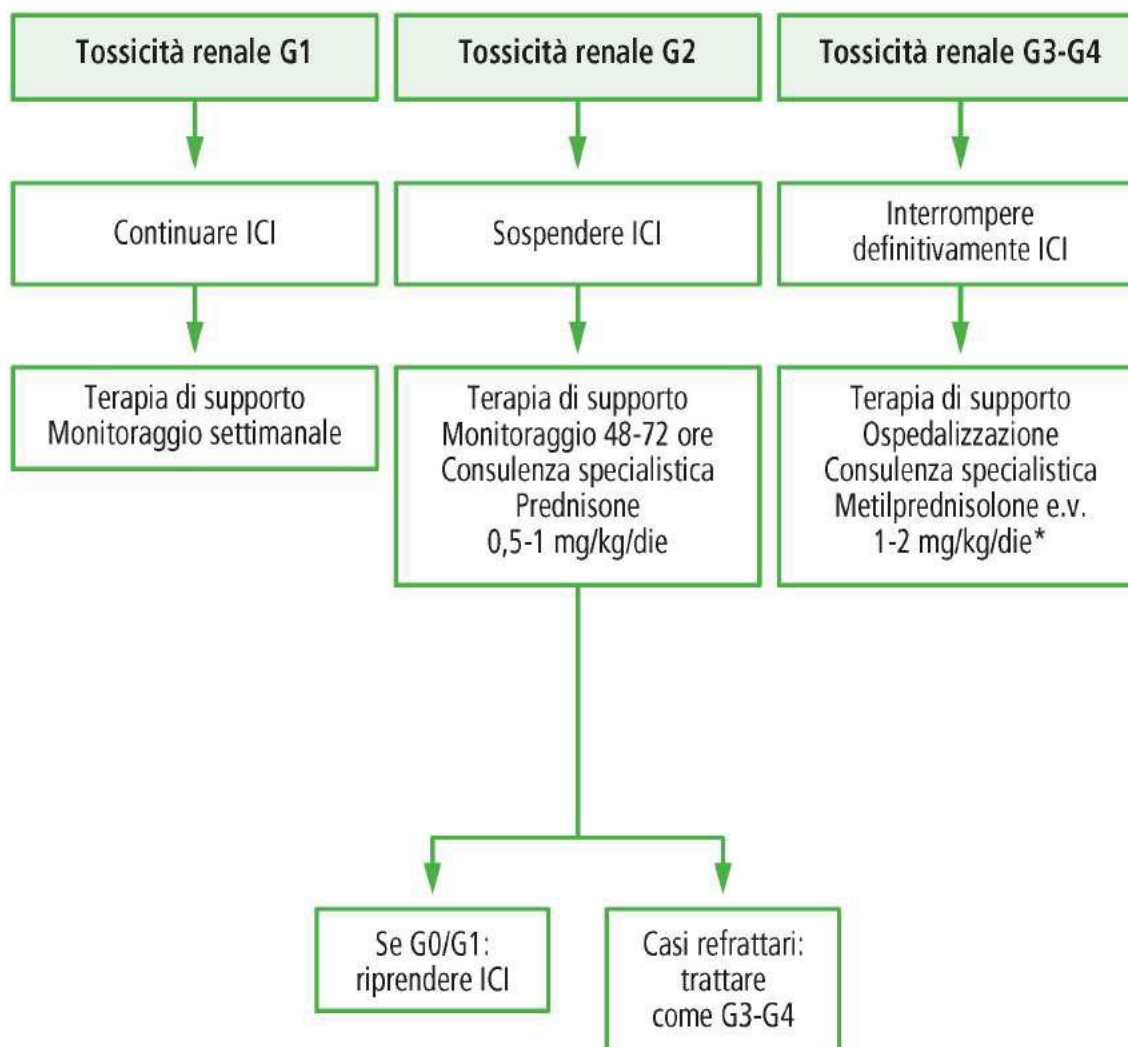 Tossicità renale G1
Tossicità renale G2
Tossicità renale G3-G4
Continuare ICI
Sospendere ICI
Interrompere
definitivamente ICI
Terapia di supporto
Monitoraggio settimanale
Terapia di supporto
Monitoraggio 48-72 ore
Consulenza specialistica
Prednisone
0,5-1 mg/kg/die
Terapia di supporto
Ospedalizzazione
Consulenza specialistica
Metilprednisolone e.v.
1-2 mg/kg/die*
Se G0/G1:
riprendere ICI
Casi refrattari:
trattare
come G3-G4